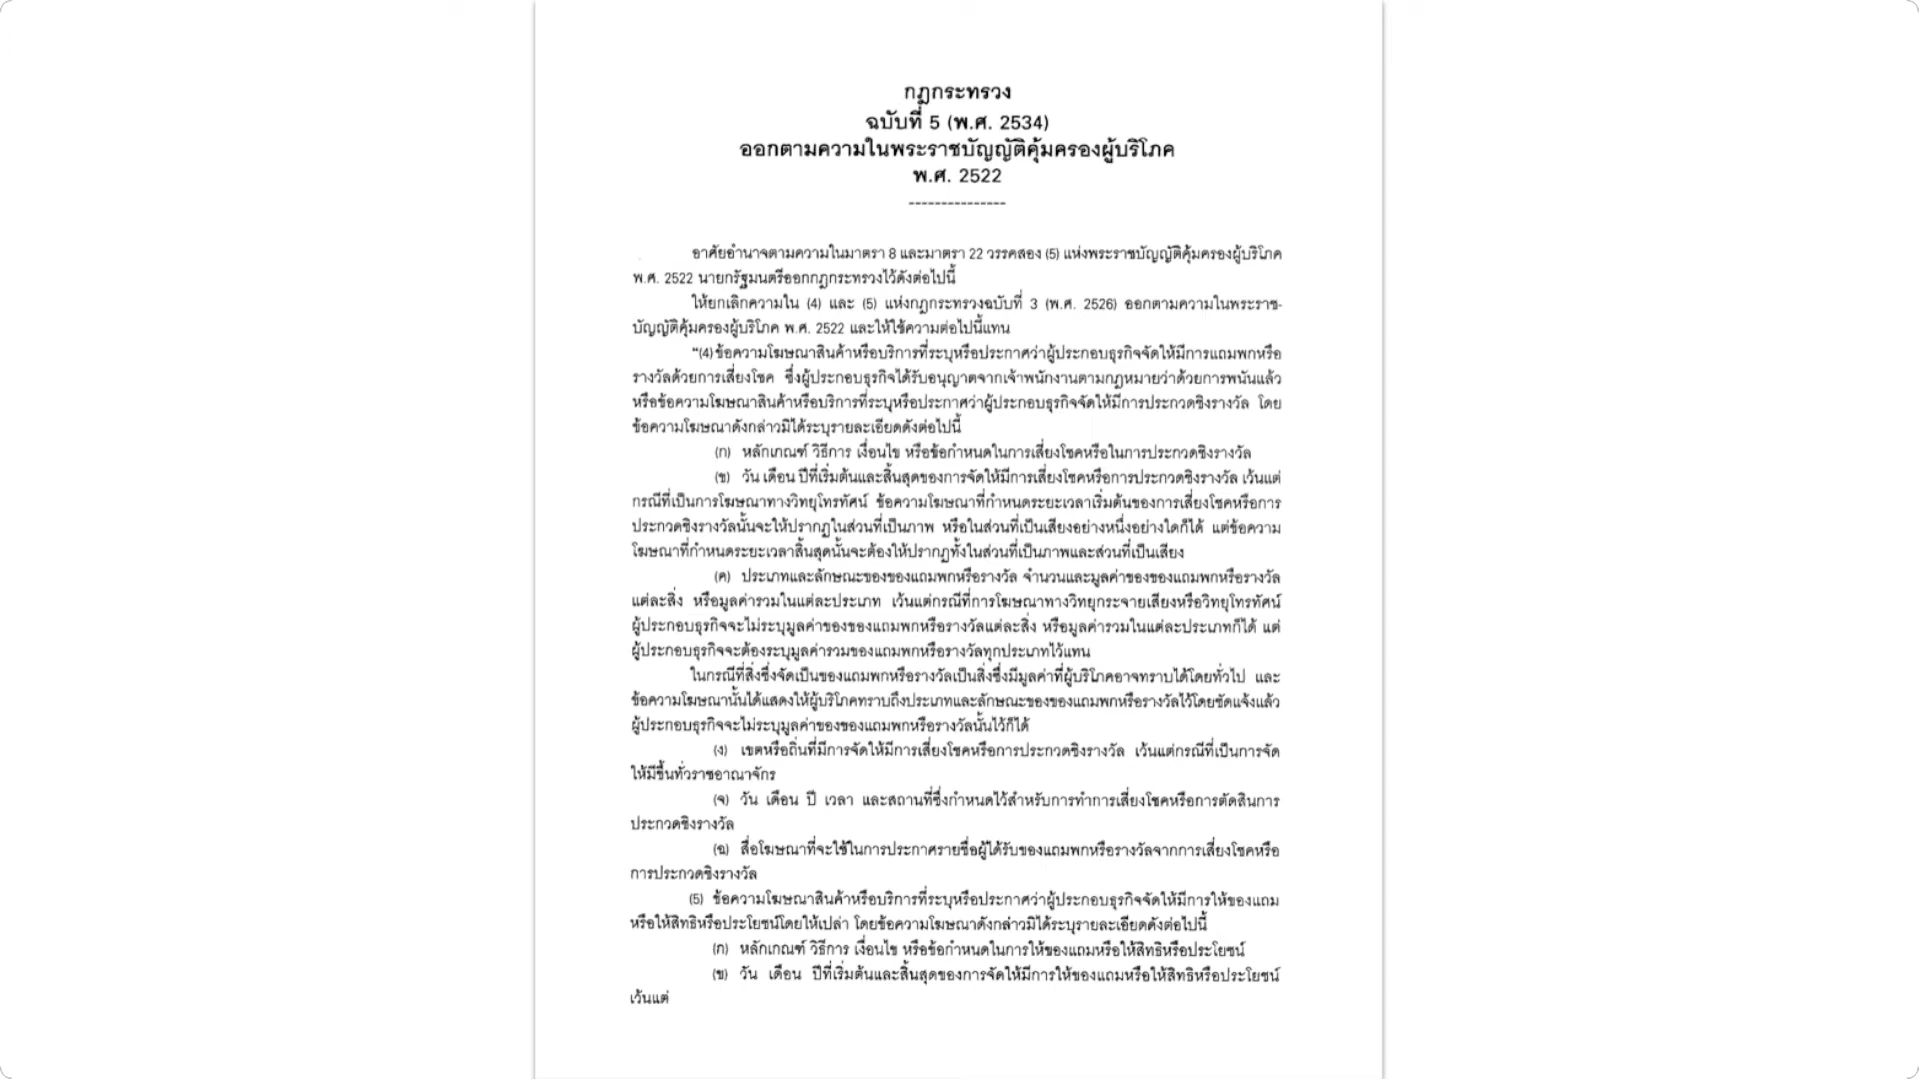 กฎกระทรวง
ฉบับที่ 5 (พ.ศ. 2534)
ออกตามความในพระราชบัญญัติคุ้มครองผู้บริโภค
พ.ศ. 2522
---------------
อาศัยอำนาจตามความในมาตรา 8 และมาตรา 22 วรรคสอง (5) แห่งพระราชบัญญัติคุ้มครองผู้บริโภค
พ.ศ. 2522 นายกรัฐมนตรีออกกฎกระทรวงไว้ดังต่อไปนี้
ให้ยกเลิกความใน (4) และ (5) แห่งกฎกระทรวงฉบับที่ 3 (พ.ศ. 2526) ออกตามความในพระราช-
บัญญัติคุ้มครองผู้บริโภค พ.ศ. 2522 และให้ใช้ความต่อไปนี้แทน
“(4) ข้อความโฆษณาสินค้าหรือบริการที่ระบุหรือประกาศว่าผู้ประกอบธุรกิจจัดให้มีการแถมพกหรือ
รางวัลด้วยการเสี่ยงโชค ซึ่งผู้ประกอบธุรกิจได้รับอนุญาตจากเจ้าพนักงานตามกฎหมายว่าด้วยการพนันแล้ว
หรือข้อความโฆษณาสินค้าหรือบริการที่ระบุหรือประกาศว่าผู้ประกอบธุรกิจจัดให้มีการประกวดชิงรางวัล โดย
ข้อความโฆษณาดังกล่าวมิได้ระบุรายละเอียดดังต่อไปนี้
(ก) หลักเกณฑ์ วิธีการ เงื่อนไข หรือข้อกำหนดในการเสี่ยงโชคหรือในการประกวดชิงรางวัล
(ข) วัน เดือน ปีที่เริ่มต้นและสิ้นสุดของการจัดให้มีการเสี่ยงโชคหรือการประกวดชิงรางวัล เว้นแต่
กรณีที่เป็นการโฆษณาทางวิทยุโทรทัศน์ ข้อความโฆษณาที่กำหนดระยะเวลาเริ่มต้นของการเสี่ยงโชคหรือการ
ประกวดชิงรางวัลนั้นจะให้ปรากฏในส่วนที่เป็นภาพ หรือในส่วนที่เป็นเสียงอย่างหนึ่งอย่างใดก็ได้ แต่ข้อความ
โฆษณาที่กำหนดระยะเวลาสิ้นสุดนั้นจะต้องให้ปรากฏทั้งในส่วนที่เป็นภาพและส่วนที่เป็นเสียง
(ค) ประเภทและลักษณะของของแถมพกหรือรางวัล จำนวนและมูลค่าของของแถมพกหรือรางวัล
แต่ละสิ่ง หรือมูลค่ารวมในแต่ละประเภท เว้นแต่กรณีที่การโฆษณาทางวิทยุกระจายเสียงหรือวิทยุโทรทัศน์
ผู้ประกอบธุรกิจจะไม่ระบุมูลค่าของของแถมพกหรือรางวัลแต่ละสิ่ง หรือมูลค่ารวมในแต่ละประเภทก็ได้ แต่
ผู้ประกอบธุรกิจจะต้องระบุมูลค่ารวมของแถมพกหรือรางวัลทุกประเภทไว้แทน
ในกรณีที่สิ่งซึ่งจัดเป็นของแถมพกหรือรางวัลเป็นสิ่งซึ่งมีมูลค่าที่ผู้บริโภคอาจทราบได้โดยทั่วไป และ
ข้อความโฆษณานั้นได้แสดงให้ผู้บริโภคทราบถึงประเภทและลักษณะของของแถมพกหรือรางวัลไว้โดยชัดแจ้งแล้ว
ผู้ประกอบธุรกิจจะไม่ระบุมูลค่าของของแถมพกหรือรางวัลนั้นไว้ก็ได้
(ง) เขตหรือถิ่นที่มีการจัดให้มีการเสี่ยงโชคหรือการประกวดชิงรางวัล เว้นแต่กรณีที่เป็นการจัด
ให้มีขึ้นทั่วราชอาณาจักร
(จ) วัน เดือน ปี เวลา และสถานที่ซึ่งกำหนดไว้สำหรับการทำการเสี่ยงโชคหรือการตัดสินการ
ประกวดชิงรางวัล
(ฉ) สื่อโฆษณาที่จะใช้ในการประกาศรายชื่อผู้ได้รับของแถมพกหรือรางวัลจากการเสี่ยงโชคหรือ
การประกวดชิงรางวัล
(5) ข้อความโฆษณาสินค้าหรือบริการที่ระบุหรือประกาศว่าผู้ประกอบธุรกิจจัดให้มีการให้ของแถม
หรือให้สิทธิหรือประโยชน์โดยให้เปล่า โดยข้อความโฆษณาดังกล่าวมิได้ระบุรายละเอียดดังต่อไปนี้
(ก) หลักเกณฑ์ วิธีการ เงื่อนไข หรือข้อกำหนดในการให้ของแถมหรือให้สิทธิหรือประโยชน์
(ข) วัน เดือน ปีที่เริ่มต้นและสิ้นสุดของการจัดให้มีการให้ของแถมหรือให้สิทธิหรือประโยชน์
เว้นแต่